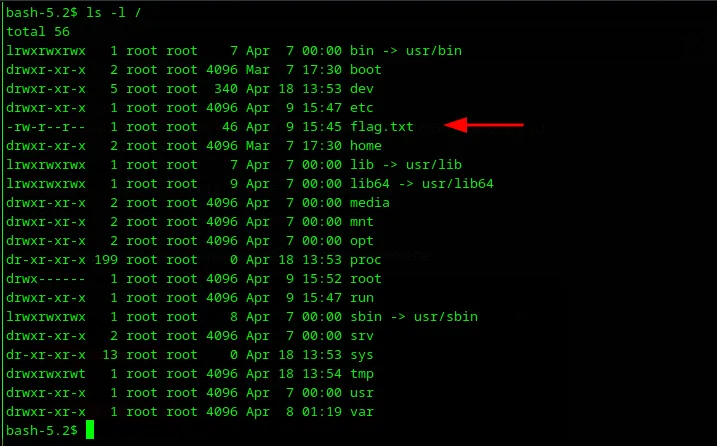 bash-5.2$ ls -l /
total 56
lrwxrwxrwx   1 root root    7 Apr  7 00:00 bin -> usr/bin
drwxr-xr-x   2 root root 4096 Mar  7 17:30 boot
drwxr-xr-x   5 root root  340 Apr 18 13:53 dev
drwxr-xr-x   1 root root 4096 Apr  9 15:47 etc
-rw-r--r--   1 root root   46 Apr  9 15:45 flag.txt
drwxr-xr-x   2 root root 4096 Mar  7 17:30 home
lrwxrwxrwx   1 root root    7 Apr  7 00:00 lib -> usr/lib
lrwxrwxrwx   1 root root    9 Apr  7 00:00 lib64 -> usr/lib64
drwxr-xr-x   2 root root 4096 Apr  7 00:00 media
drwxr-xr-x   2 root root 4096 Apr  7 00:00 mnt
drwxr-xr-x   2 root root 4096 Apr  7 00:00 opt
dr-xr-xr-x 199 root root    0 Apr 18 13:53 proc
drwx------   1 root root 4096 Apr  9 15:52 root
drwxr-xr-x   1 root root 4096 Apr  9 15:47 run
lrwxrwxrwx   1 root root    8 Apr  7 00:00 sbin -> usr/sbin
drwxr-xr-x   2 root root 4096 Apr  7 00:00 srv
dr-xr-xr-x  13 root root    0 Apr 18 13:53 sys
drwxrwxrwt   1 root root 4096 Apr 18 13:54 tmp
drwxr-xr-x   1 root root 4096 Apr  7 00:00 usr
drwxr-xr-x   1 root root 4096 Apr  8 01:19 var
bash-5.2$